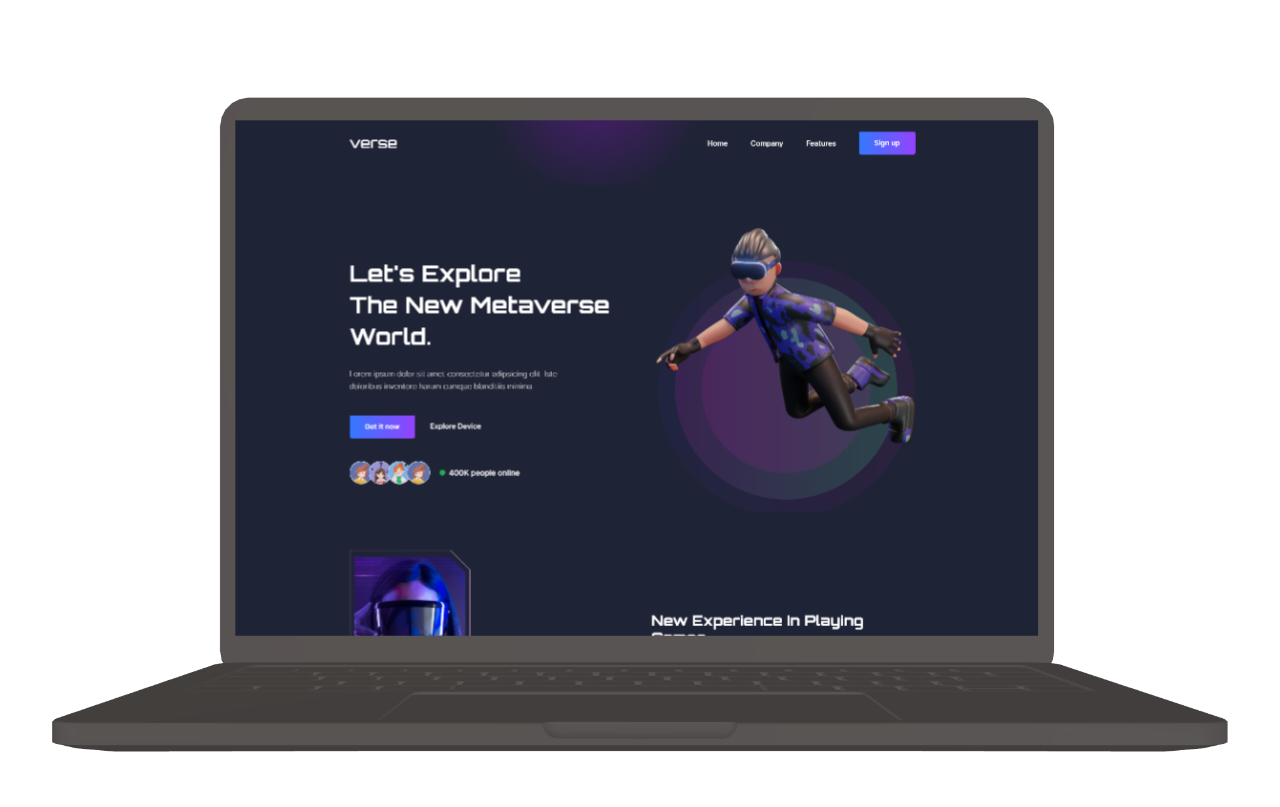 verse
Home Company Features Sign up
Let's Explore
The New Metaverse
World.
Lorem ipsum dolor sit amet consectetur adipisicing elit. Iste
doloribus inventore harum cumque blanditiis minima
Get it now Explore Device
400K people online
New Experience In Playing